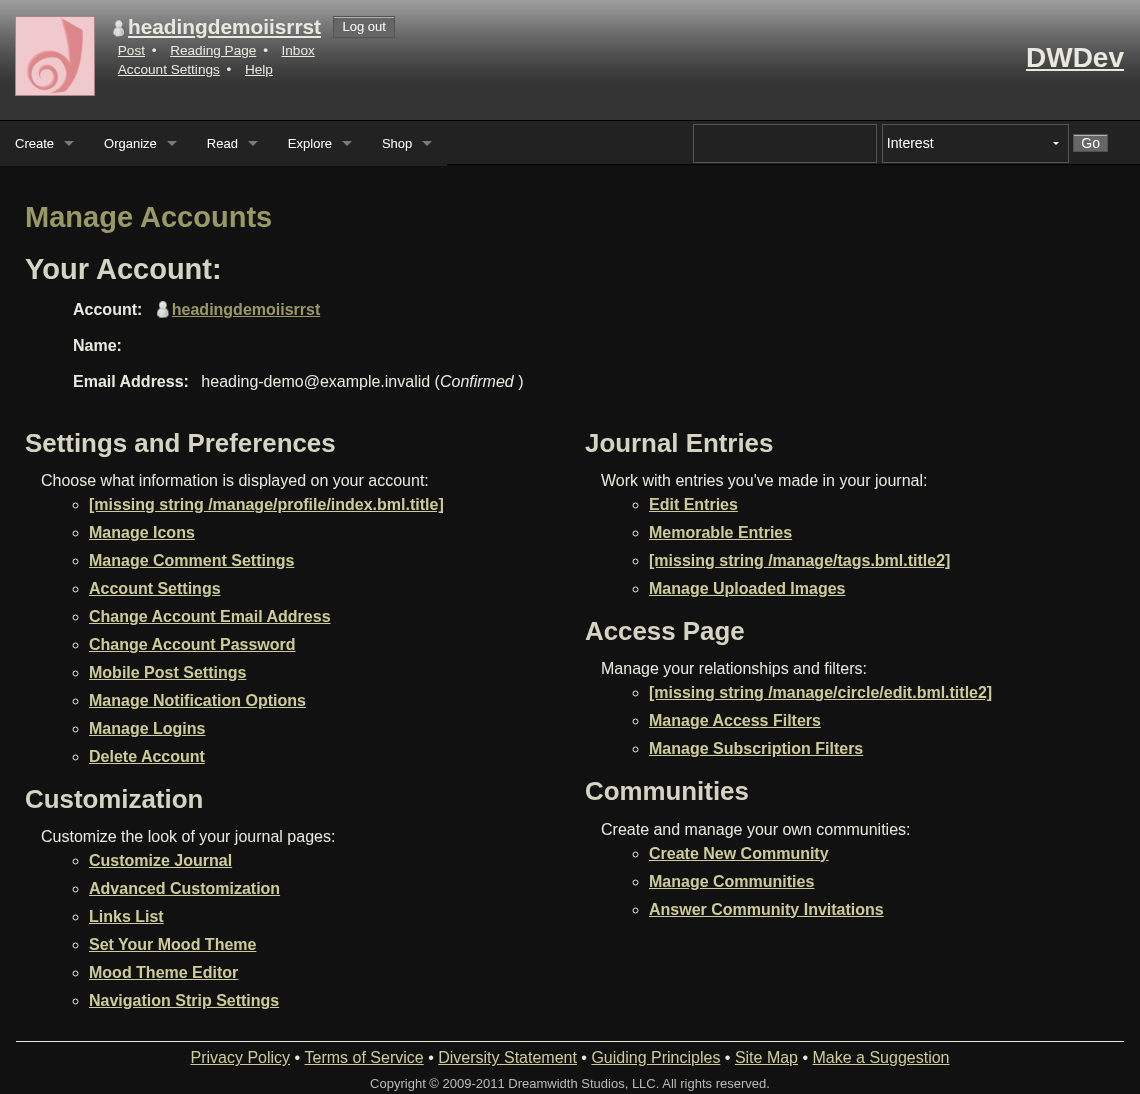 headingdemoiisrrst Log out
Post • Reading Page • Inbox
Account Settings • Help
DWDev
Create Organize Read Explore Shop Interest Go
Manage Accounts
Your Account:
Account: headingdemoiisrrst
Name:
Email Address: heading-demo@example.invalid (Confirmed )
Settings and Preferences
Choose what information is displayed on your account:
[missing string /manage/profile/index.bml.title]
Manage Icons
Manage Comment Settings
Account Settings
Change Account Email Address
Change Account Password
Mobile Post Settings
Manage Notification Options
Manage Logins
Delete Account
Customization
Customize the look of your journal pages:
Customize Journal
Advanced Customization
Links List
Set Your Mood Theme
Mood Theme Editor
Navigation Strip Settings
Journal Entries
Work with entries you've made in your journal:
Edit Entries
Memorable Entries
[missing string /manage/tags.bml.title2]
Manage Uploaded Images
Access Page
Manage your relationships and filters:
[missing string /manage/circle/edit.bml.title2]
Manage Access Filters
Manage Subscription Filters
Communities
Create and manage your own communities:
Create New Community
Manage Communities
Answer Community Invitations
Privacy Policy • Terms of Service • Diversity Statement • Guiding Principles • Site Map • Make a Suggestion
Copyright © 2009-2011 Dreamwidth Studios, LLC. All rights reserved.